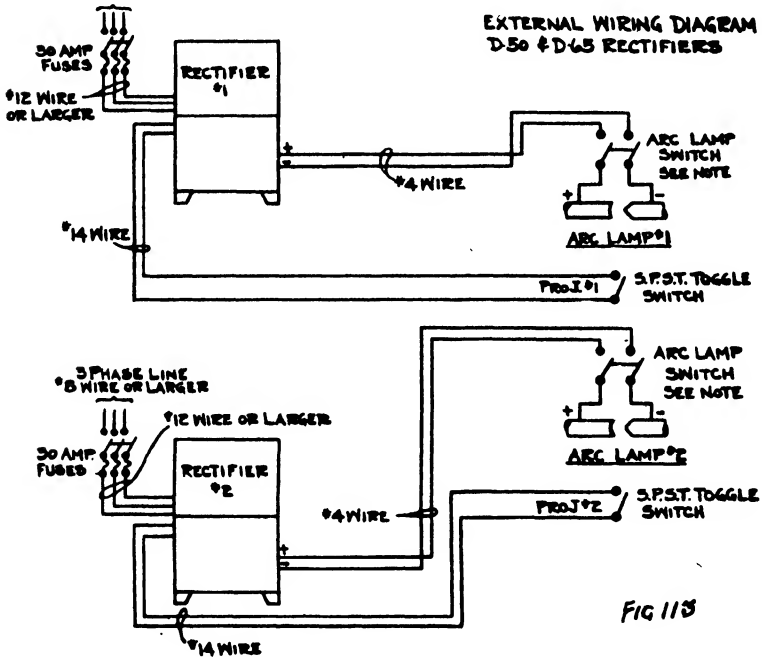 EXTERNAL WIRING DIAGRAM
D-50 & D-65 RECTIFIERS
30 AMP
FUSES
RECTIFIER
#1
#12 WIRE
OR LARGER
+
-
#4 WIRE
ARC LAMP
SWITCH
SEE NOTE
+ -
ARC LAMP #1
#14 WIRE
PROJ. #1
S.P.S.T. TOGGLE
SWITCH
3 PHASE LINE
#8 WIRE OR LARGER
#12 WIRE OR LARGER
30 AMP.
FUSES
RECTIFIER
#2
+
-
#4 WIRE
ARC LAMP
SWITCH
SEE NOTE
+ -
ARC LAMP #2
PROJ #2
S.P.S.T. TOGGLE
SWITCH
#14 WIRE
FIG 113